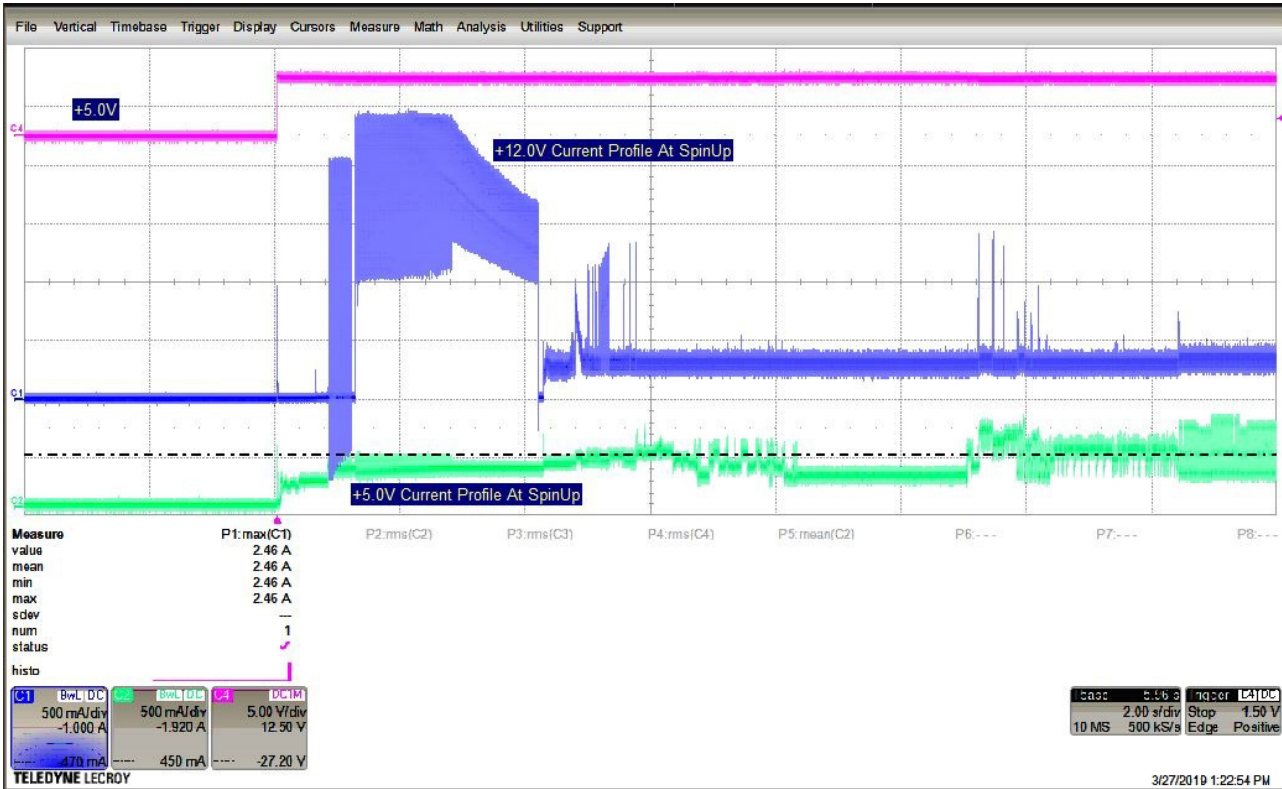 File Vertical Timebase Trigger Display Cursors Measure Math Analysis Utilities Support
+5.0V
C4
+12.0V Current Profile At SpinUp
C1
+5.0V Current Profile At SpinUp
C2
Measure P1:max(C1) P2:rms(C2) P3:rms(C3) P4:rms(C4) P5:mean(C2) P6:--- P7:--- P8:---
value 2.46 A
mean 2.46 A
min 2.46 A
max 2.46 A
sdev ---
num 1
status
histo
C1 BwL DC C2 BwL DC C4 DC1M
500 mA/div 500 mA/div 5.00 V/div
-1.000 A -1.920 A 12.50 V
-470 mA 450 mA -27.20 V
Tbase Trigger C4 DC
2.00 s/div Stop 1.50 V
10 MS 500 kS/s Edge Positive
TELEDYNE LECROY
3/27/2019 1:22:54 PM